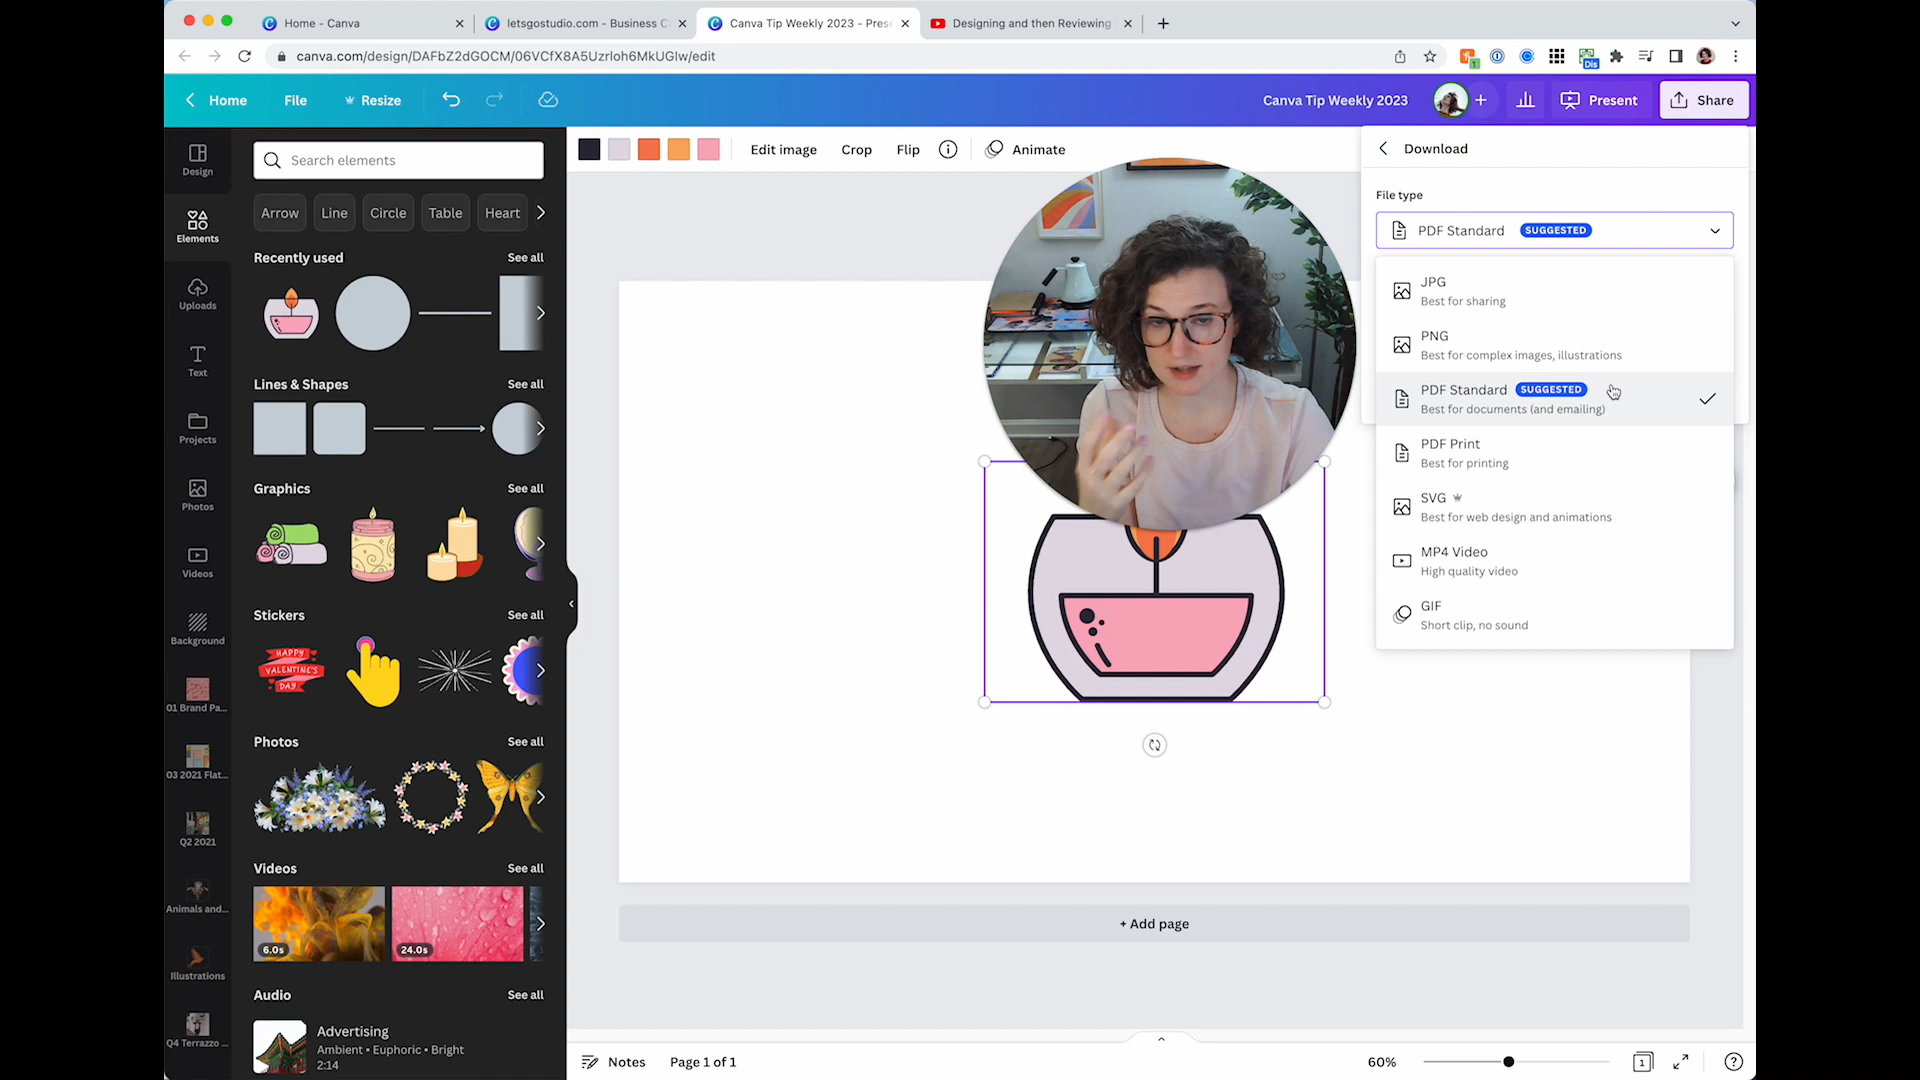 Home - Canva
letsgostudio.com - Business C
Canva Tip Weekly 2023 - Prese
Designing and then Reviewing
canva.com/design/DAFbZ2dGOCM/06VCfX8A5Uzrloh6MkUGIw/edit
1
Dis
Home
File
Resize
Canva Tip Weekly 2023
Present
Share
Design
Elements
Uploads
Text
Projects
Photos
Videos
Background
01 Brand Pa...
03 2021 Flat...
Q2 2021
Animals and...
Illustrations
Q4 Terrazzo ...
Search elements
Arrow
Line
Circle
Table
Heart
Recently used
See all
Lines & Shapes
See all
Graphics
See all
Stickers
See all
HAPPY
VALENTINE'S
DAY
Photos
See all
Videos
See all
6.0s
24.0s
Audio
See all
Advertising
Ambient • Euphoric • Bright
2:14
Edit image
Crop
Flip
Animate
+ Add page
Download
File type
PDF Standard SUGGESTED
JPG
Best for sharing
PNG
Best for complex images, illustrations
PDF Standard SUGGESTED
Best for documents (and emailing)
PDF Print
Best for printing
SVG
Best for web design and animations
MP4 Video
High quality video
GIF
Short clip, no sound
Notes
Page 1 of 1
60%
1
?